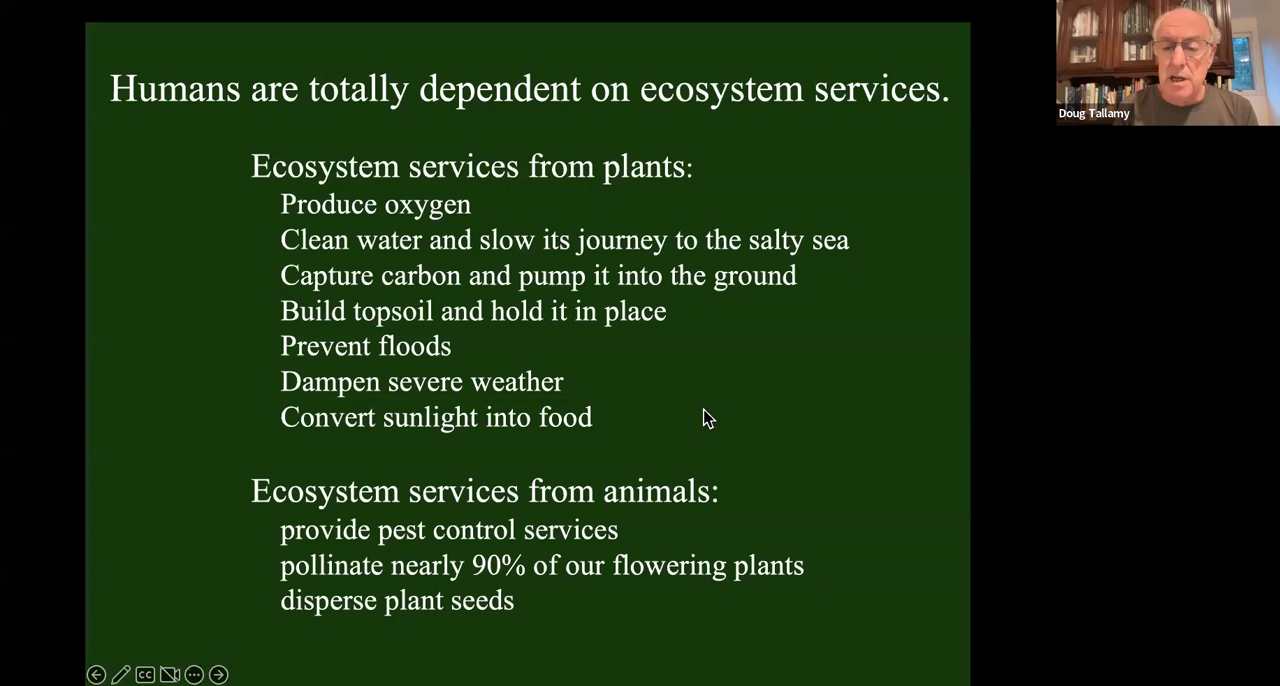 Humans are totally dependent on ecosystem services.
Ecosystem services from plants:
Produce oxygen
Clean water and slow its journey to the salty sea
Capture carbon and pump it into the ground
Build topsoil and hold it in place
Prevent floods
Dampen severe weather
Convert sunlight into food
Ecosystem services from animals:
provide pest control services
pollinate nearly 90% of our flowering plants
disperse plant seeds
Doug Tallamy
CC